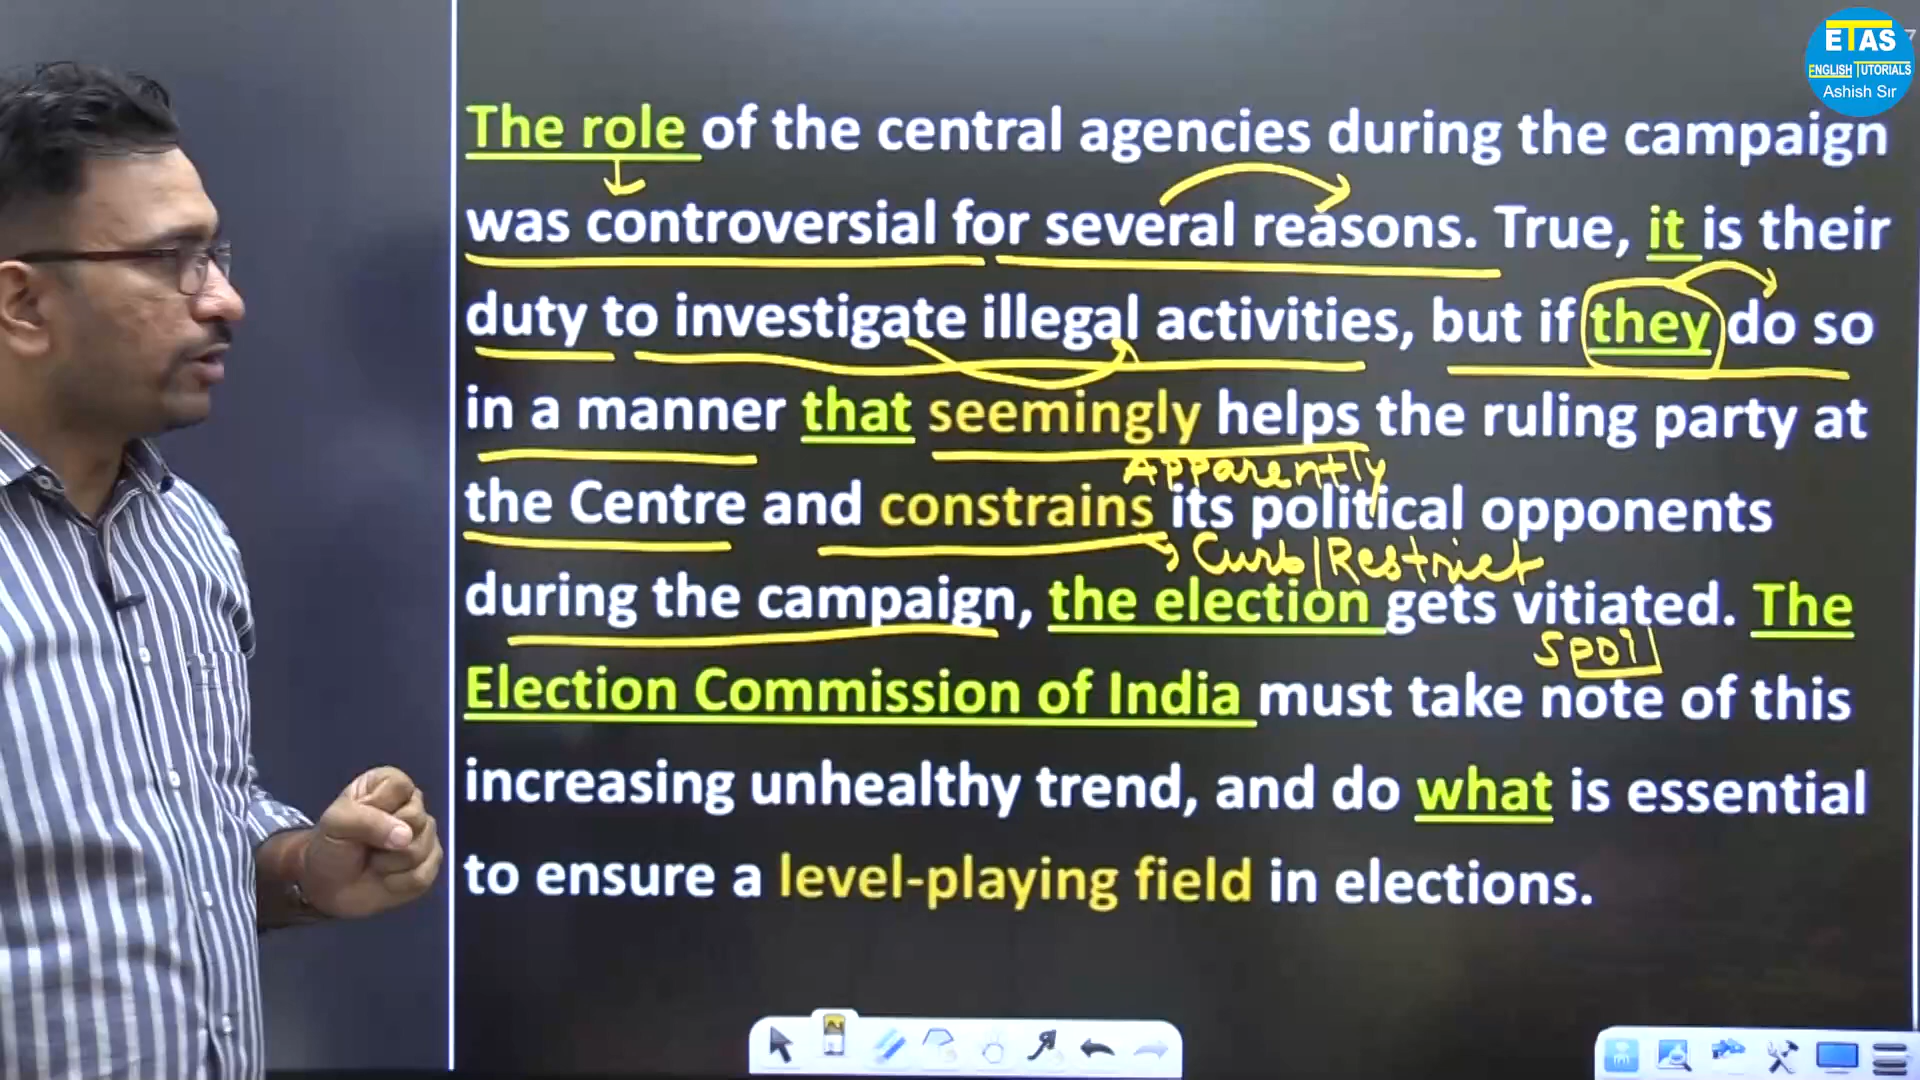 ETAS
ENGLISH TUTORIALS
Ashish Sir
The role of the central agencies during the campaign
was controversial for several reasons. True, it is their
duty to investigate illegal activities, but if they do so
in a manner that seemingly helps the ruling party at
Apparently
the Centre and constrains its political opponents
Curb/Restrict
during the campaign, the election gets vitiated. The
Spoil
Election Commission of India must take note of this
increasing unhealthy trend, and do what is essential
to ensure a level-playing field in elections.